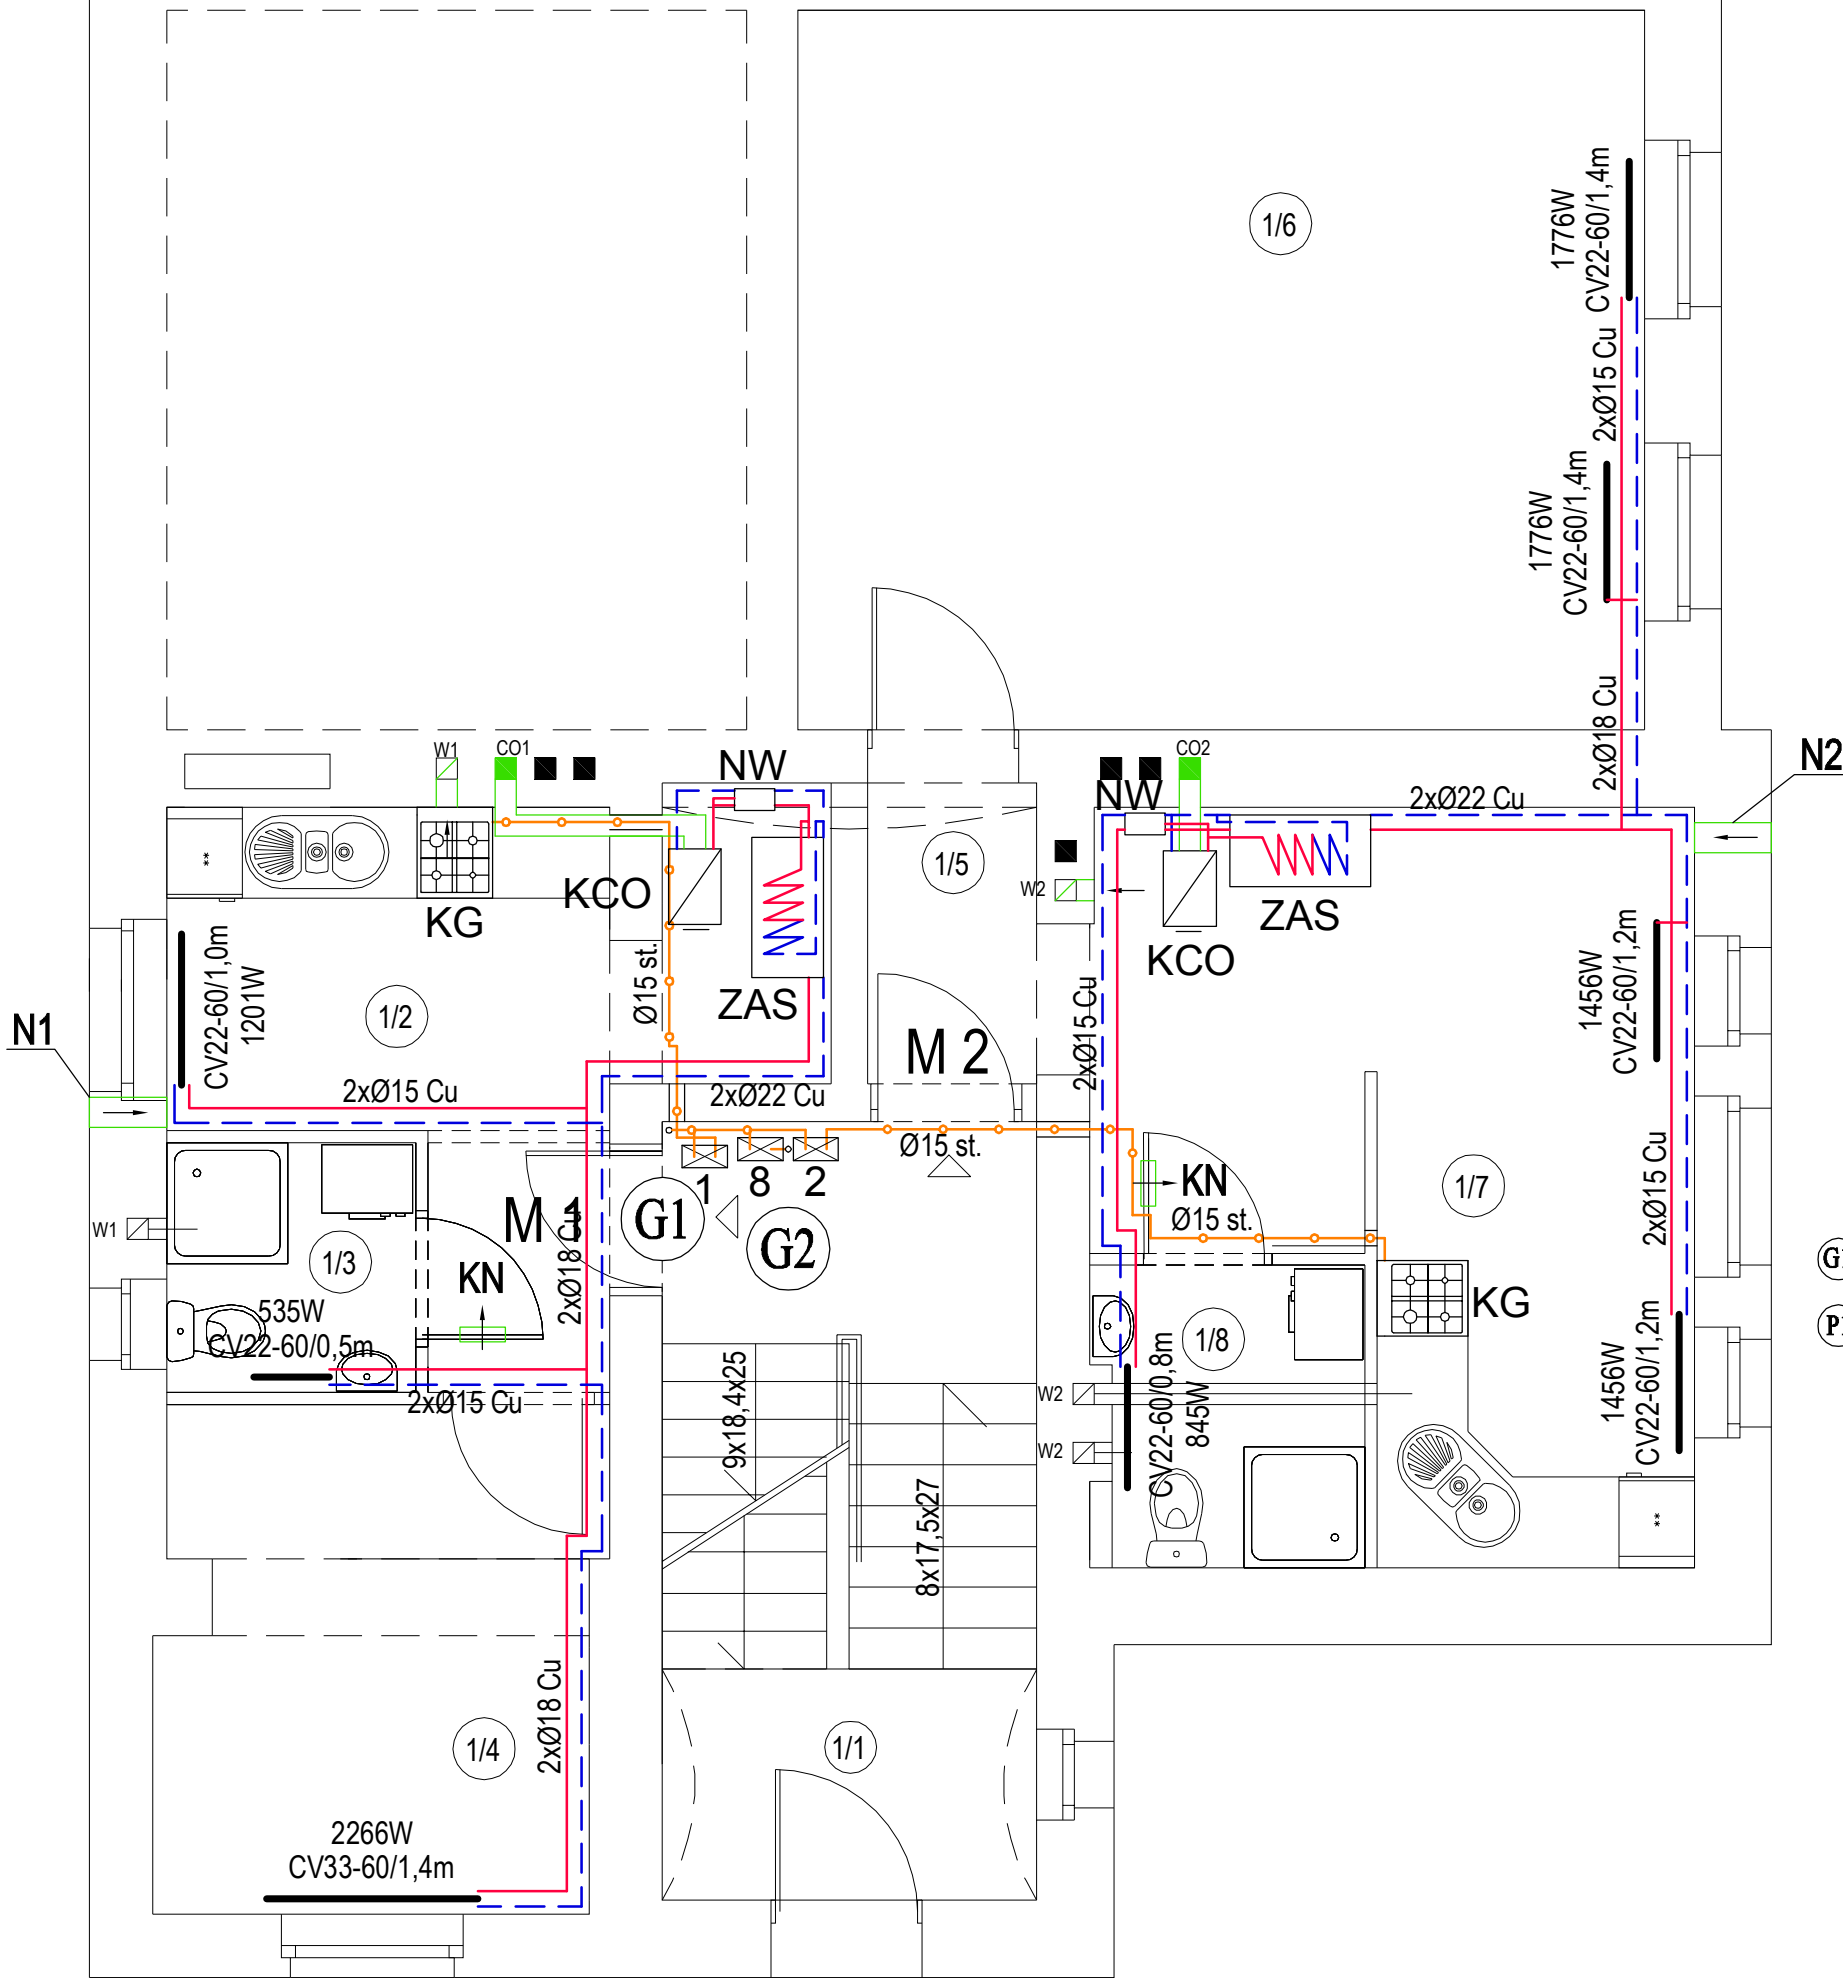 1/6
1776W
CV22-60/1,4m
2xØ15 Cu
1776W
CV22-60/1,4m
2xØ18 Cu
N2
W1
CO1
NW
CO2
NW
2xØ22 Cu
**
KG
KCO
1/5
W2
KCO
ZAS
CV22-60/1,0m
1201W
1/2
Ø15 st.
ZAS
M 2
2xØ15 Cu
1456W
CV22-60/1,2m
N1
2xØ15 Cu
2xØ22 Cu
Ø15 st.
1
8
2
KN
Ø15 st.
1/7
2xØ15 Cu
M 1
G1
G2
W1
1/3
KN
2xØ18 Cu
535W
CV22-60/0,5m
2xØ15 Cu
KG
1/8
W2
W2
CV22-60/0,8m
845W
1456W
CV22-60/1,2m
9x18,4x25
8x17,5x27
**
2xØ18 Cu
1/4
1/1
2266W
CV33-60/1,4m